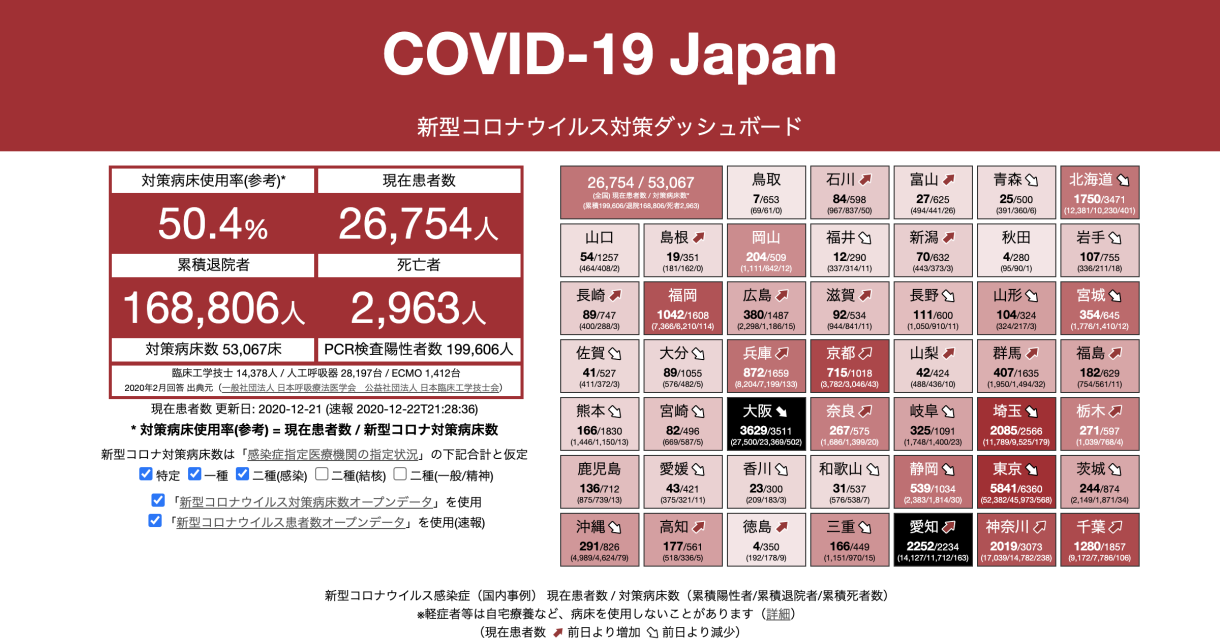 COVID-19 Japan
新型コロナウイルス対策ダッシュボード
対策病床使用率(参考)* 現在患者数
50.4% 26,754人
累積退院者 死亡者
168,806人 2,963人
対策病床数 53,067床 PCR検査陽性者数 199,606人
臨床工学技士 14,378人 / 人工呼吸器 28,197台 / ECMO 1,412台
2020年2月回答 出典元 (一般社団法人 日本呼吸療法医学会 公益社団法人 日本臨床工学技士会)
現在患者数 更新日: 2020-12-21 (速報 2020-12-22T21:28:36)
* 対策病床使用率(参考) = 現在患者数 / 新型コロナ対策病床数
新型コロナ対策病床数は「感染症指定医療機関の指定状況」の下記合計と仮定
特定 一種 二種(感染) 二種(結核) 二種(一般/精神)
「新型コロナウイルス対策病床数オープンデータ」を使用
「新型コロナウイルス患者数オープンデータ」を使用(速報)
26,754 / 53,067
(全国) 現在患者数 / 対策病床数*
(累積199,606/退院168,806/死者2,963)
鳥取 石川 富山 青森 北海道
7/653 84/598 27/625 25/500 1750/3471
(69/61/0) (967/837/50) (494/441/26) (391/360/6) (12,381/10,230/401)
山口 島根 岡山 福井 新潟 秋田 岩手
54/1257 19/351 204/509 12/290 70/632 4/280 107/755
(464/408/2) (181/162/0) (1,111/642/12) (337/314/11) (443/373/3) (95/90/1) (336/211/18)
長崎 福岡 広島 滋賀 長野 山形 宮城
89/747 1042/1608 380/1487 92/534 111/600 104/324 354/645
(400/288/3) (7,366/6,210/114) (2,298/1,186/15) (944/841/11) (1,050/910/11) (324/217/3) (1,776/1,410/12)
佐賀 大分 兵庫 京都 山梨 群馬 福島
41/527 89/1055 872/1659 715/1018 42/424 407/1635 182/629
(411/372/3) (576/482/5) (8,204/7,199/133) (3,782/3,046/43) (488/436/10) (1,950/1,494/32) (754/561/11)
熊本 宮崎 大阪 奈良 岐阜 埼玉 栃木
166/1830 82/496 3629/3511 267/575 325/1091 2085/2566 271/597
(1,446/1,150/13) (669/587/5) (27,500/23,369/502) (1,686/1,399/20) (1,748/1,400/23) (11,789/9,525/179) (1,039/768/4)
鹿児島 愛媛 香川 和歌山 静岡 東京 茨城
136/712 43/421 23/300 31/537 539/1034 5841/6360 244/874
(875/739/13) (375/321/11) (209/183/3) (576/538/7) (2,383/1,814/30) (52,382/45,973/568) (2,149/1,871/34)
沖縄 高知 徳島 三重 愛知 神奈川 千葉
291/826 177/561 4/350 166/449 2252/2234 2019/3073 1280/1857
(4,989/4,624/79) (518/336/5) (192/178/9) (1,151/970/15) (14,127/11,712/163) (17,039/14,782/238) (9,172/7,786/106)
新型コロナウイルス感染症(国内事例) 現在患者数 / 対策病床数(累積陽性者/累積退院者/累積死者数)
※軽症者等は自宅療養など、病床を使用しないことがあります(詳細)
(現在患者数 前日より増加 前日より減少)